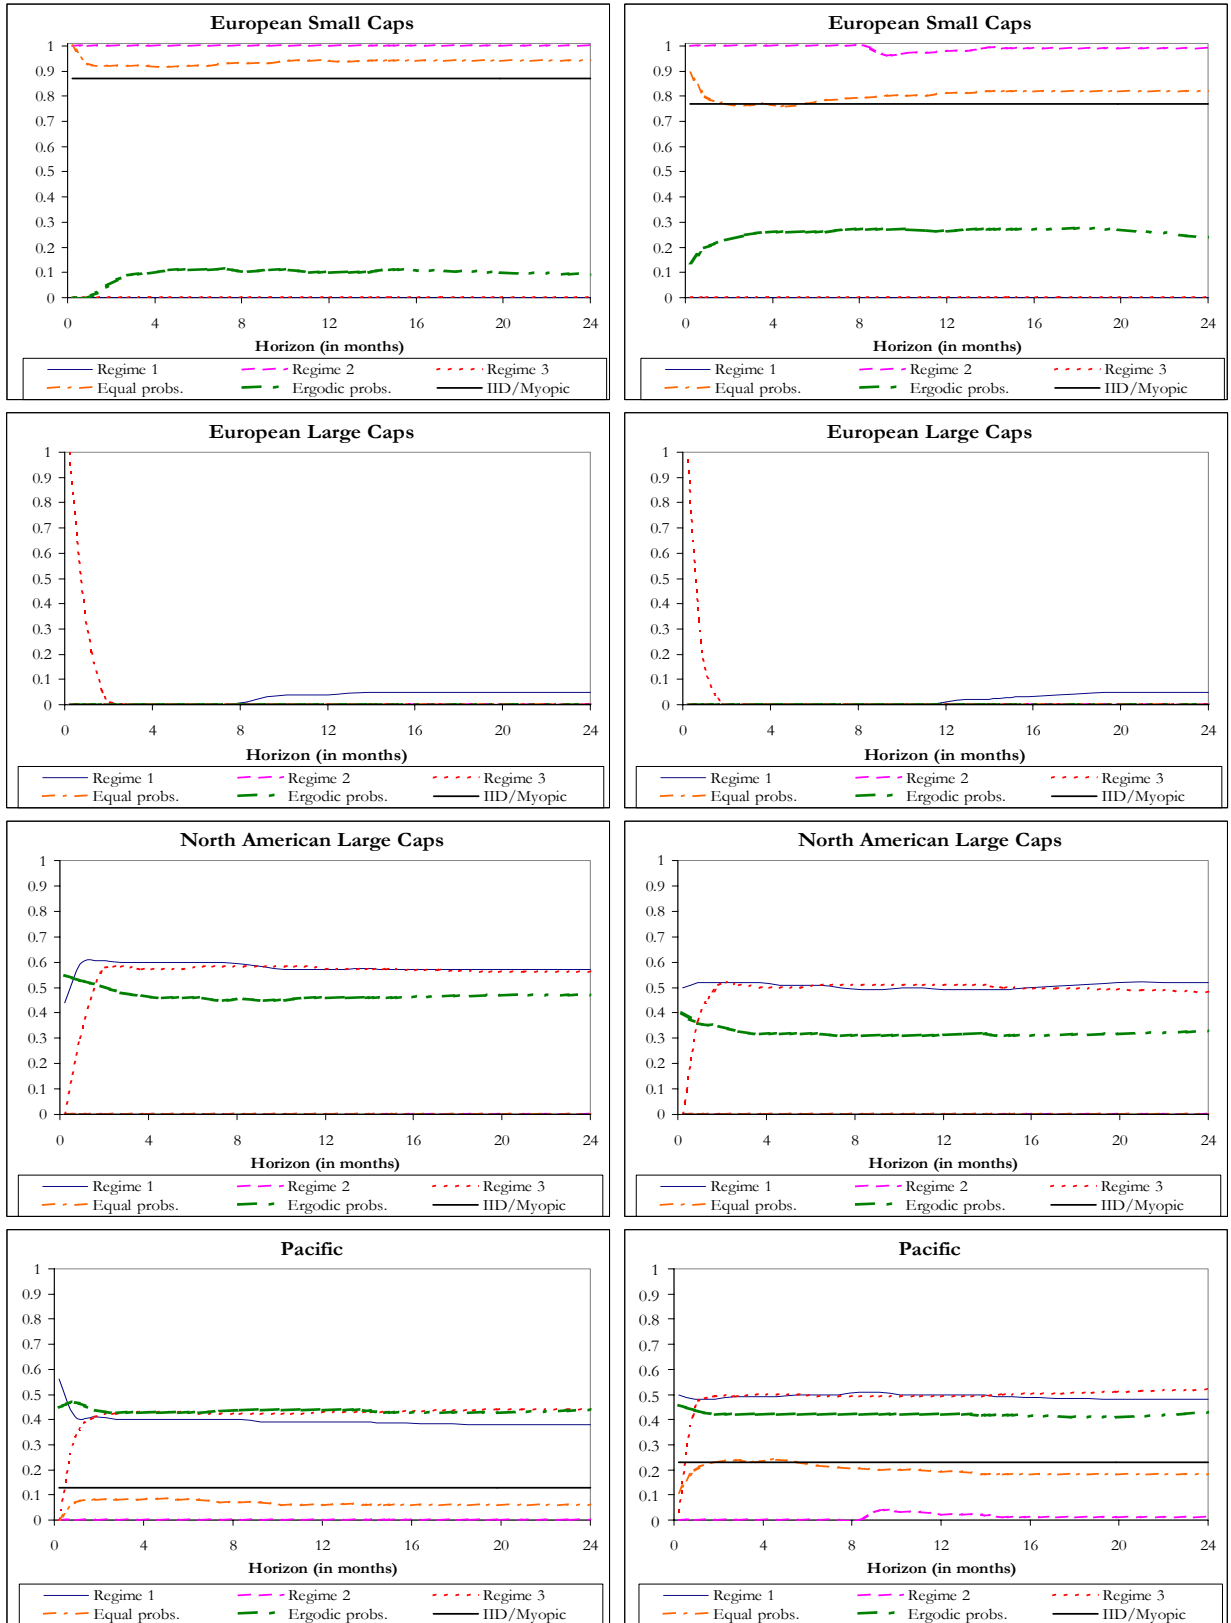 European Small Caps
1
0.9
0.8
0.7
0.6
0.5
0.4
0.3
0.2
0.1
0
0 4 8 12 16 20 24
Horizon (in months)
Regime 1 Regime 2 Regime 3
Equal probs. Ergodic probs. IID/Myopic
European Small Caps
1
0.9
0.8
0.7
0.6
0.5
0.4
0.3
0.2
0.1
0
0 4 8 12 16 20 24
Horizon (in months)
Regime 1 Regime 2 Regime 3
Equal probs. Ergodic probs. IID/Myopic
European Large Caps
1
0.9
0.8
0.7
0.6
0.5
0.4
0.3
0.2
0.1
0
0 4 8 12 16 20 24
Horizon (in months)
Regime 1 Regime 2 Regime 3
Equal probs. Ergodic probs. IID/Myopic
European Large Caps
1
0.9
0.8
0.7
0.6
0.5
0.4
0.3
0.2
0.1
0
0 4 8 12 16 20 24
Horizon (in months)
Regime 1 Regime 2 Regime 3
Equal probs. Ergodic probs. IID/Myopic
North American Large Caps
1
0.9
0.8
0.7
0.6
0.5
0.4
0.3
0.2
0.1
0
0 4 8 12 16 20 24
Horizon (in months)
Regime 1 Regime 2 Regime 3
Equal probs. Ergodic probs. IID/Myopic
North American Large Caps
1
0.9
0.8
0.7
0.6
0.5
0.4
0.3
0.2
0.1
0
0 4 8 12 16 20 24
Horizon (in months)
Regime 1 Regime 2 Regime 3
Equal probs. Ergodic probs. IID/Myopic
Pacific
1
0.9
0.8
0.7
0.6
0.5
0.4
0.3
0.2
0.1
0
0 4 8 12 16 20 24
Horizon (in months)
Regime 1 Regime 2 Regime 3
Equal probs. Ergodic probs. IID/Myopic
Pacific
1
0.9
0.8
0.7
0.6
0.5
0.4
0.3
0.2
0.1
0
0 4 8 12 16 20 24
Horizon (in months)
Regime 1 Regime 2 Regime 3
Equal probs. Ergodic probs. IID/Myopic